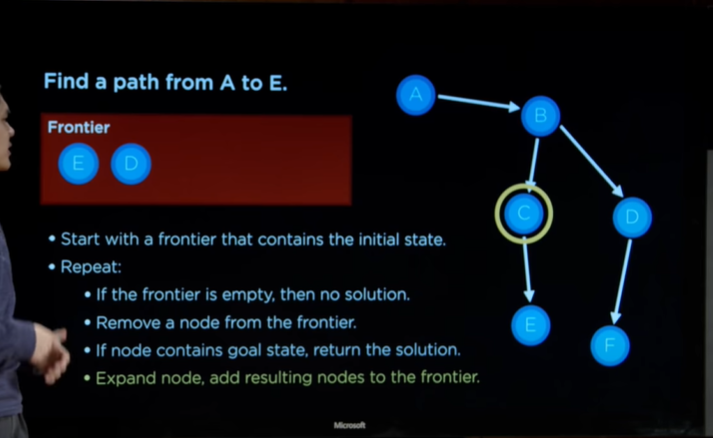 Find a path from A to E.
Frontier
E D
• Start with a frontier that contains the initial state.
• Repeat:
• If the frontier is empty, then no solution.
• Remove a node from the frontier.
• If node contains goal state, return the solution.
• Expand node, add resulting nodes to the frontier.
A
B
C
D
E
F
Microsoft